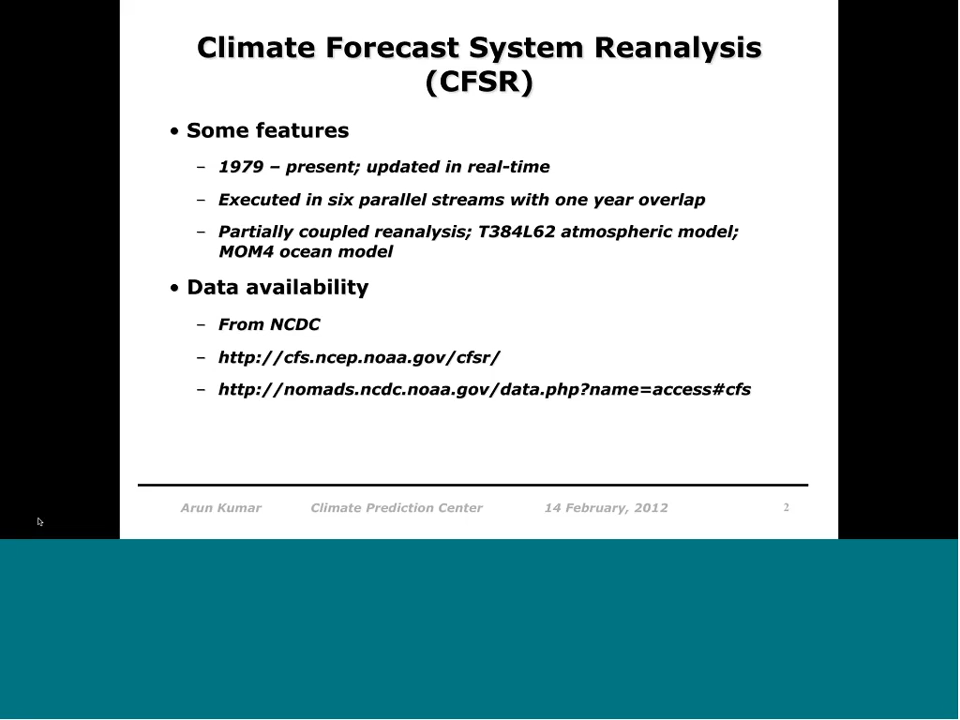 Climate Forecast System Reanalysis
(CFSR)
• Some features
– 1979 – present; updated in real-time
– Executed in six parallel streams with one year overlap
– Partially coupled reanalysis; T384L62 atmospheric model;
MOM4 ocean model
• Data availability
– From NCDC
– http://cfs.ncep.noaa.gov/cfsr/
– http://nomads.ncdc.noaa.gov/data.php?name=access#cfs
Arun Kumar Climate Prediction Center 14 February, 2012 2